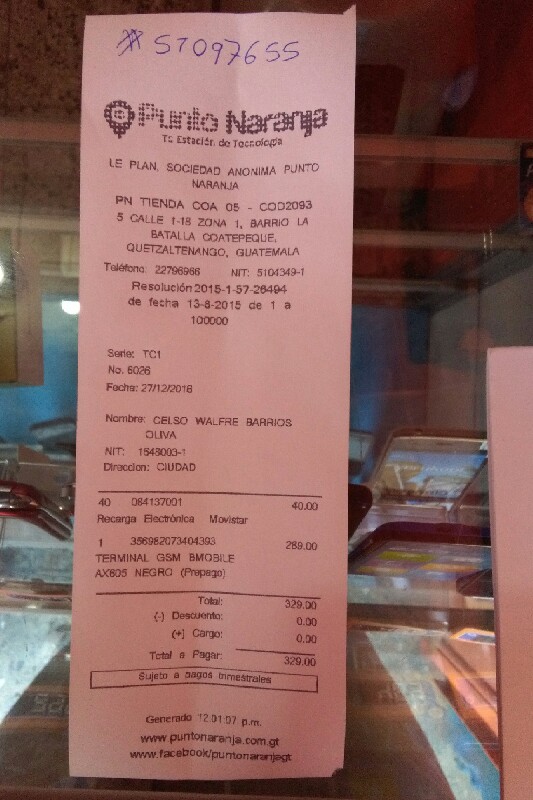 57097655
Punto Naranja
Tu Estación de Tecnología
LE PLAN, SOCIEDAD ANONIMA PUNTO
NARANJA
PN TIENDA COA 05 - COD2093
5 CALLE 1-18 ZONA 1, BARRIO LA
BATALLA COATEPEQUE,
QUETZALTENANGO, GUATEMALA
Teléfono: 22796966 NIT: 5104349-1
Resolución 2015-1-57-26494
de fecha 13-8-2015 de 1 a
100000
Serie: TC1
No. 6026
Fecha: 27/12/2016
Nombre: CELSO WALFRE BARRIOS
OLIVA
NIT: 1548003-1
Direccion: CIUDAD
40 084137001 40.00
Recarga Electrónica Movistar
1 356982073404393 289.00
TERMINAL GSM BMOBILE
AX605 NEGRO (Prepago)
Total: 329.00
(-) Descuento: 0.00
(+) Cargo: 0.00
Total a Pagar: 329.00
Sujeto a pagos trimestrales
Generado 12:01:07 p.m.
www.puntonaranja.com.gt
www.facebook/puntonaranjagt